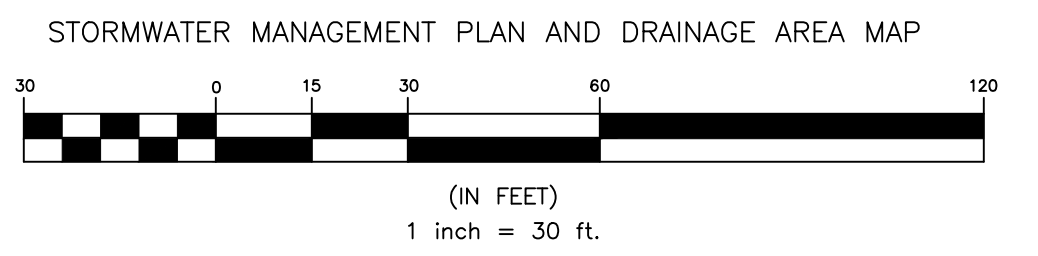 STORMWATER MANAGEMENT PLAN AND DRAINAGE AREA MAP
30 0 15 30 60 120
(IN FEET)
1 inch = 30 ft.